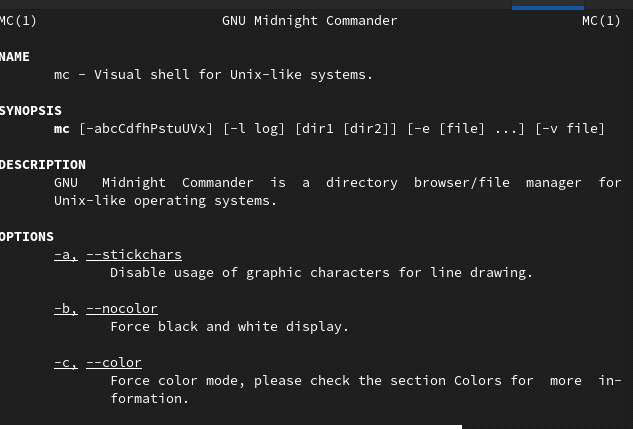 MC(1) GNU Midnight Commander MC(1)
NAME
mc - Visual shell for Unix-like systems.
SYNOPSIS
mc [-abcCdfhPstuUVx] [-l log] [dir1 [dir2]] [-e [file] ...] [-v file]
DESCRIPTION
GNU Midnight Commander is a directory browser/file manager for
Unix-like operating systems.
OPTIONS
-a, --stickchars
Disable usage of graphic characters for line drawing.
-b, --nocolor
Force black and white display.
-c, --color
Force color mode, please check the section Colors for more in-
formation.